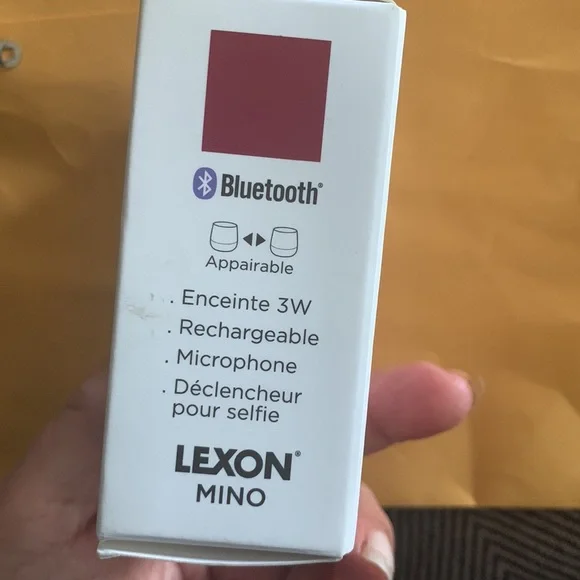 Bluetooth®
Appairable
. Enceinte 3W
. Rechargeable
. Microphone
. Déclencheur
pour selfie
LEXON®
MINO